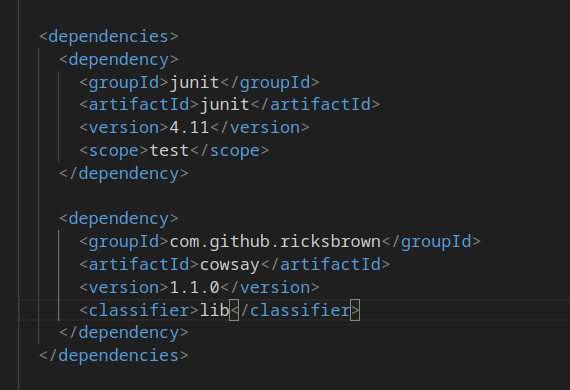 <dependencies>
<dependency>
<groupId>junit</groupId>
<artifactId>junit</artifactId>
<version>4.11</version>
<scope>test</scope>
</dependency>
<dependency>
<groupId>com.github.ricksbrown</groupId>
<artifactId>cowsay</artifactId>
<version>1.1.0</version>
<classifier>lib</classifier>
</dependency>
</dependencies>